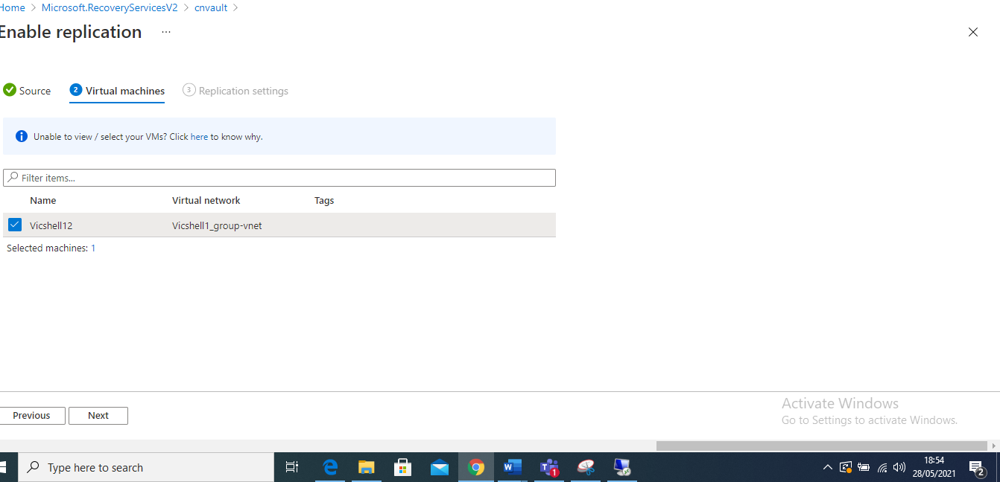 Home > Microsoft.RecoveryServicesV2 > cnvault >
Enable replication ...
Source 2 Virtual machines 3 Replication settings
Unable to view / select your VMs? Click here to know why.
Filter items...
Name Virtual network Tags
Vicshell12 Vicshell1_group-vnet
Selected machines: 1
Previous Next
Activate Windows
Go to Settings to activate Windows.
Type here to search
18:54
28/05/2021
W
T
1
2